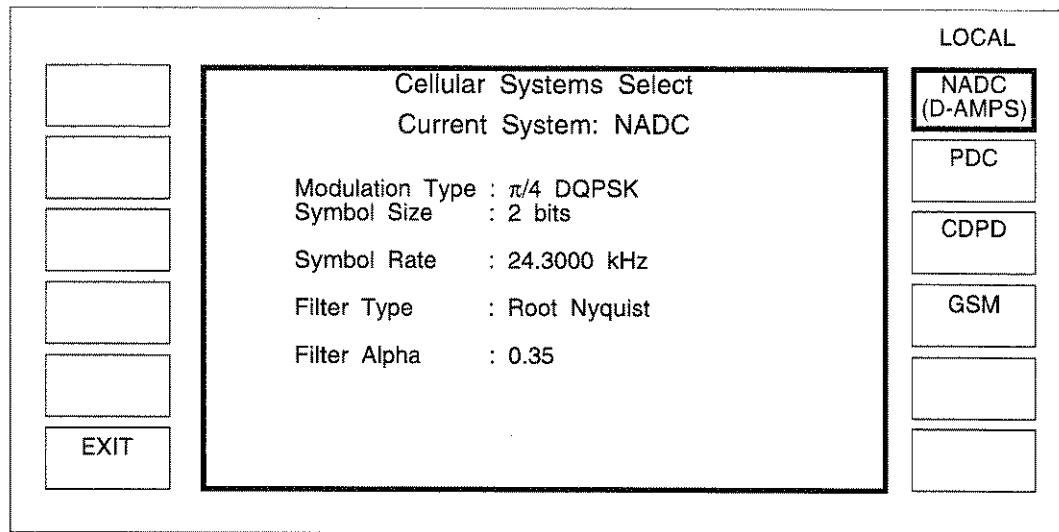 LOCAL
Cellular Systems Select
Current System: NADC
Modulation Type : π/4 DQPSK
Symbol Size : 2 bits
Symbol Rate : 24.3000 kHz
Filter Type : Root Nyquist
Filter Alpha : 0.35
EXIT
NADC
(D-AMPS)
PDC
CDPD
GSM